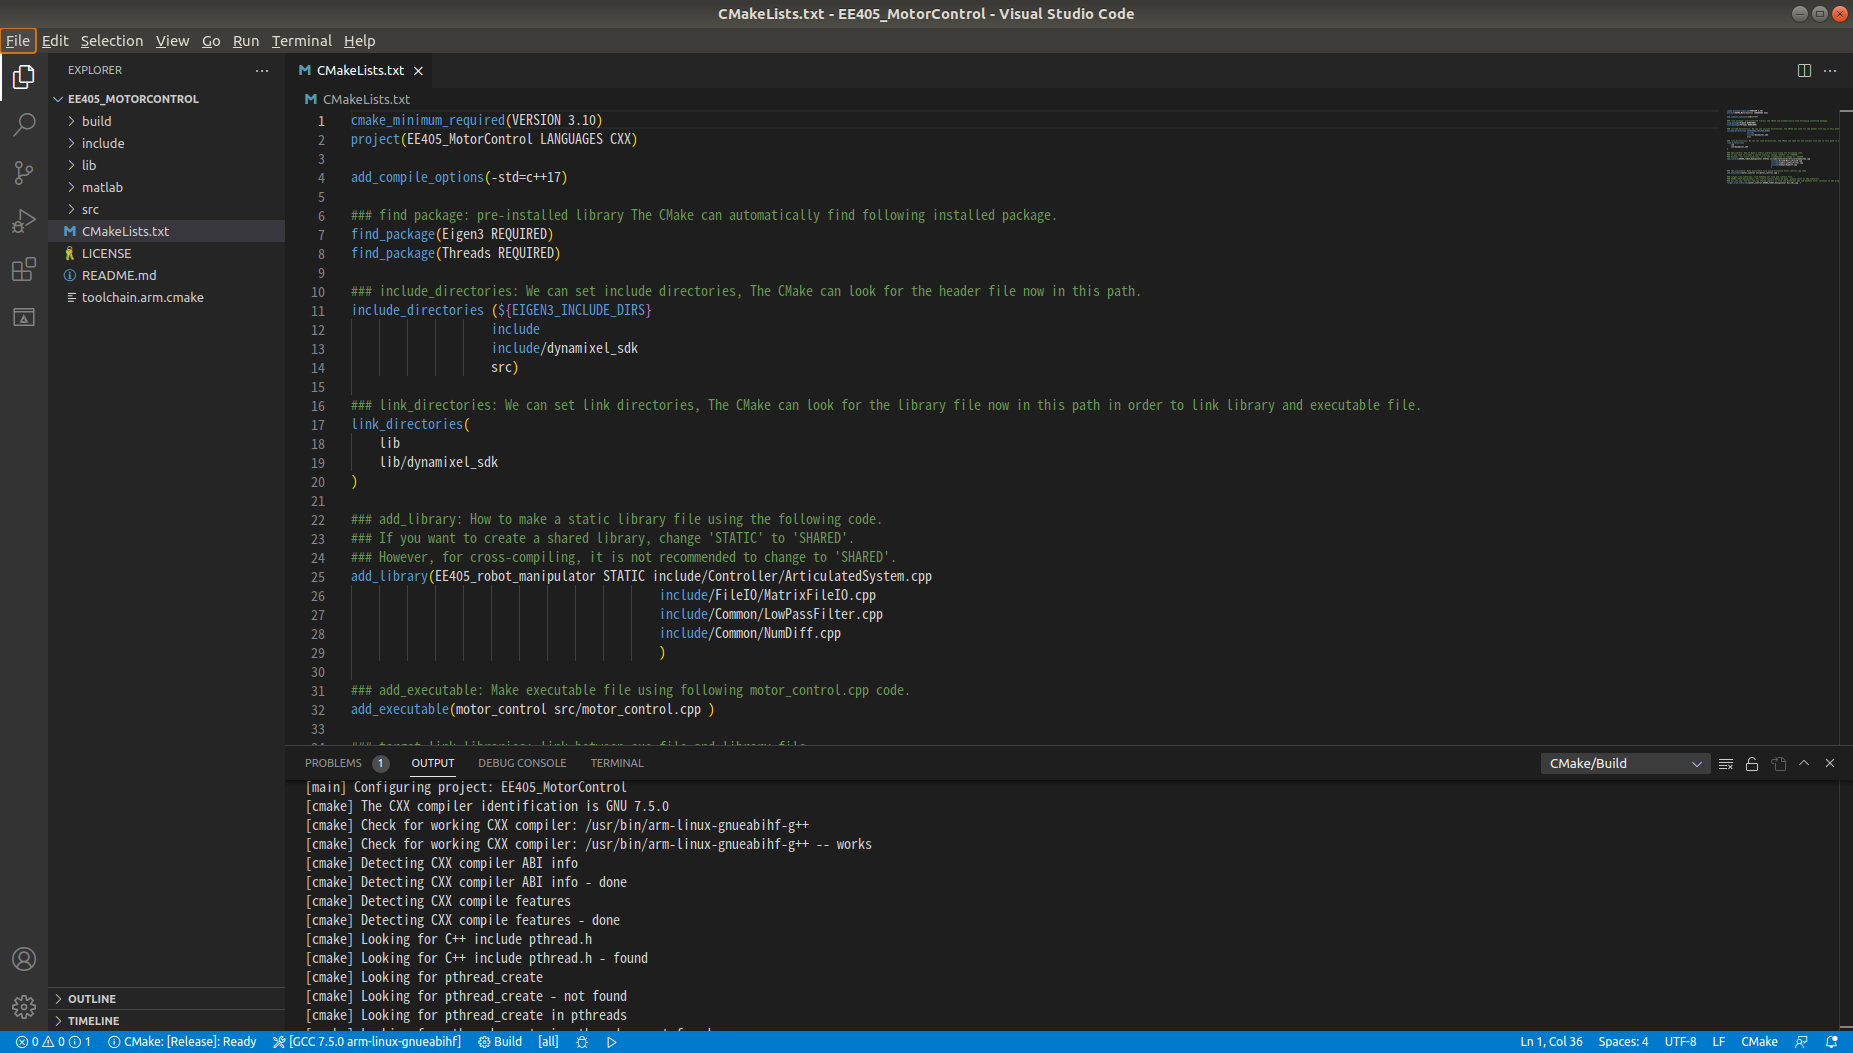 CMakeLists.txt - EE405_MotorControl - Visual Studio Code
File Edit Selection View Go Run Terminal Help
EXPLORER
EE405_MOTORCONTROL
build
include
lib
matlab
src
CMakeLists.txt
LICENSE
README.md
toolchain.arm.cmake
OUTLINE
TIMELINE
CMakeLists.txt
CMakeLists.txt
1 cmake_minimum_required(VERSION 3.10)
2 project(EE405_MotorControl LANGUAGES CXX)
3
4 add_compile_options(-std=c++17)
5
6 ### find package: pre-installed library The CMake can automatically find following installed package.
7 find_package(Eigen3 REQUIRED)
8 find_package(Threads REQUIRED)
9
10 ### include_directories: We can set include directories, The CMake can look for the header file now in this path.
11 include_directories (${EIGEN3_INCLUDE_DIRS}
12 include
13 include/dynamixel_sdk
14 src)
15
16 ### link_directories: We can set link directories, The CMake can look for the library file now in this path in order to link library and executable file.
17 link_directories(
18 lib
19 lib/dynamixel_sdk
20 )
21
22 ### add_library: How to make a static library file using the following code.
23 ### If you want to create a shared library, change 'STATIC' to 'SHARED'.
24 ### However, for cross-compiling, it is not recommended to change to 'SHARED'.
25 add_library(EE405_robot_manipulator STATIC include/Controller/ArticulatedSystem.cpp
26 include/FileIO/MatrixFileIO.cpp
27 include/Common/LowPassFilter.cpp
28 include/Common/NumDiff.cpp
29 )
30
31 ### add_executable: Make executable file using following motor_control.cpp code.
32 add_executable(motor_control src/motor_control.cpp )
33
PROBLEMS 1 OUTPUT DEBUG CONSOLE TERMINAL CMake/Build
[main] Configuring project: EE405_MotorControl
[cmake] The CXX compiler identification is GNU 7.5.0
[cmake] Check for working CXX compiler: /usr/bin/arm-linux-gnueabihf-g++
[cmake] Check for working CXX compiler: /usr/bin/arm-linux-gnueabihf-g++ -- works
[cmake] Detecting CXX compiler ABI info
[cmake] Detecting CXX compiler ABI info - done
[cmake] Detecting CXX compile features
[cmake] Detecting CXX compile features - done
[cmake] Looking for C++ include pthread.h
[cmake] Looking for C++ include pthread.h - found
[cmake] Looking for pthread_create
[cmake] Looking for pthread_create - not found
[cmake] Looking for pthread_create in pthreads
0 0 1 CMake: [Release]: Ready [GCC 7.5.0 arm-linux-gnueabihf] Build [all] Ln 1, Col 36 Spaces: 4 UTF-8 LF CMake